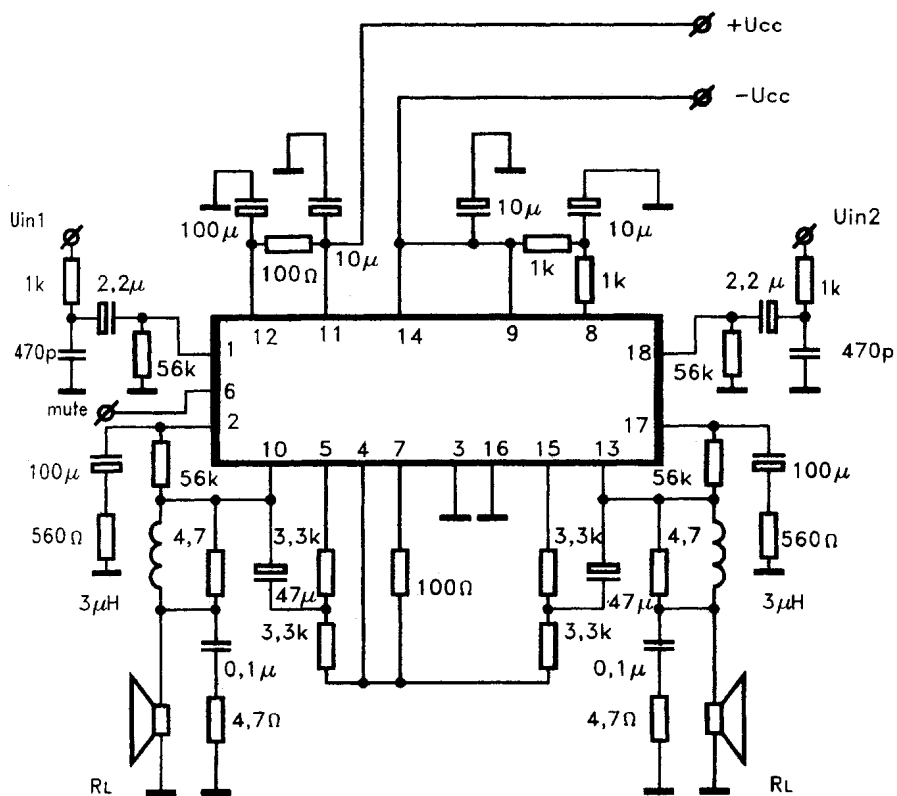 +Ucc
-Ucc
100μ
10μ
100Ω
10μ
10μ
1k
1k
Uin1
1k
2,2μ
470p
56k
mute
Uin2
2,2 μ
1k
56k
470p
12 11 14 9 8
1
6
2
18
17
10 5 4 7 3 16 15 13
100μ
56k
560Ω
4,7
3μH
3,3k
47μ
3,3k
100Ω
0,1μ
4,7Ω
RL
56k
100μ
3,3k
4,7
560Ω
47μ
3,3k
3μH
0,1μ
4,7Ω
RL